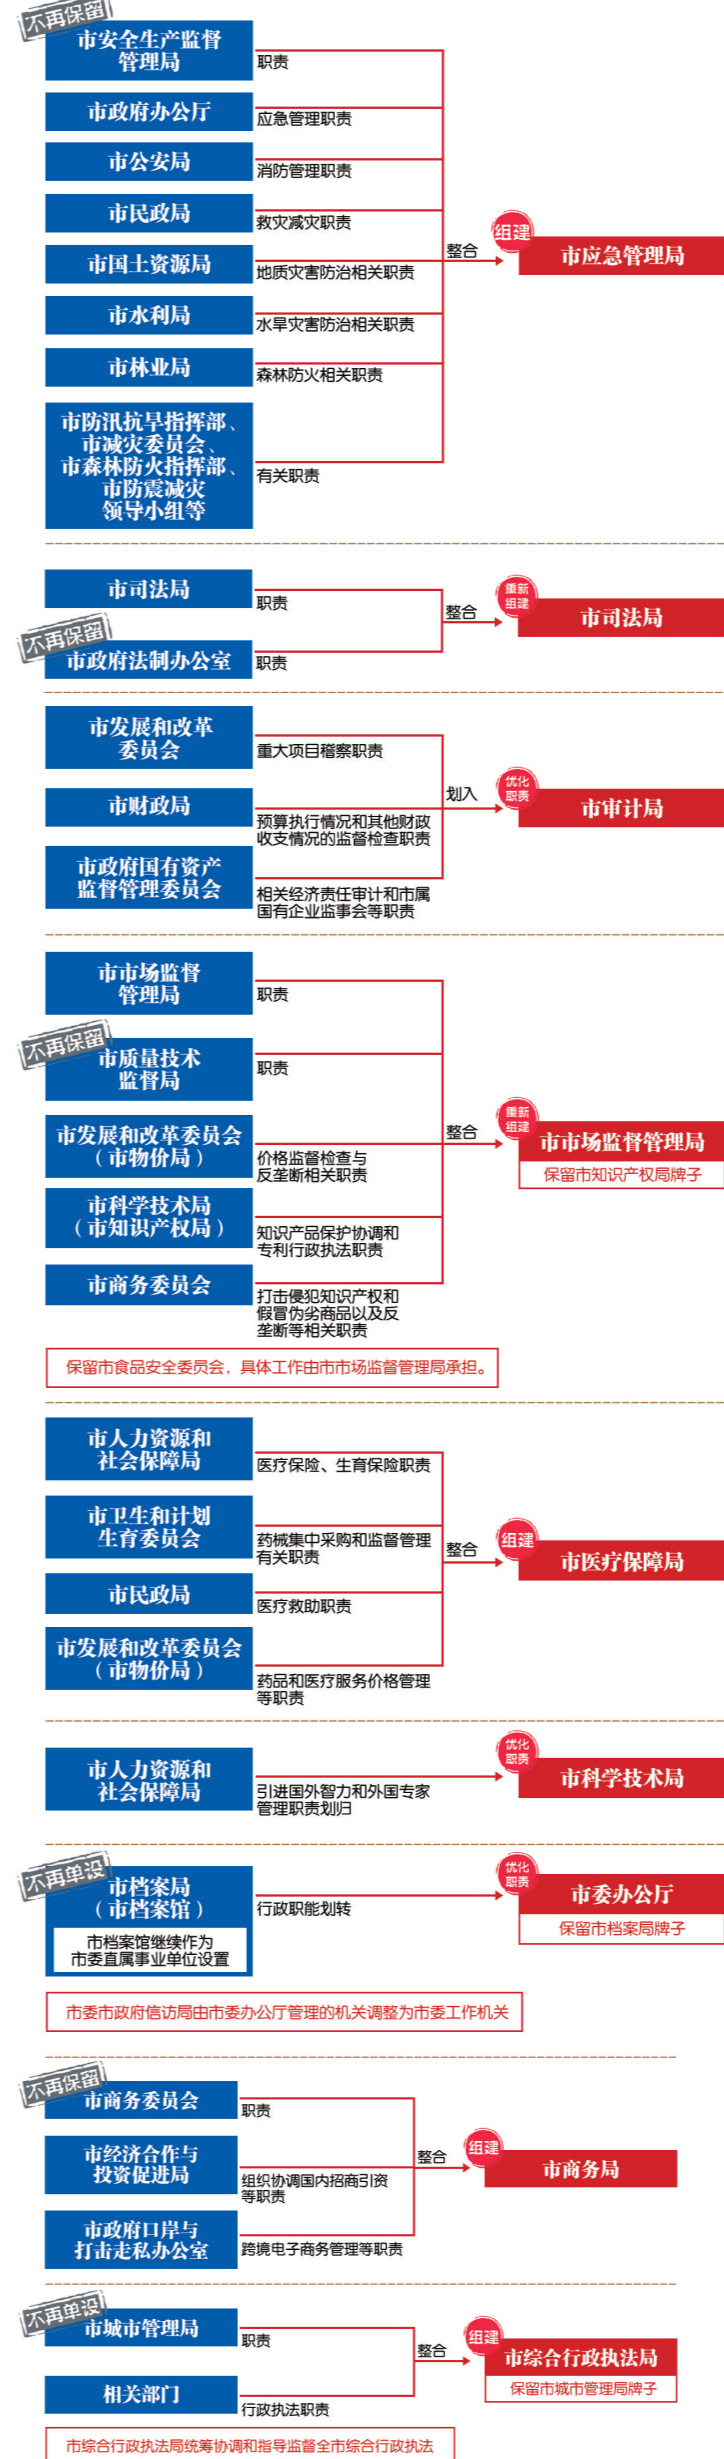 不再保留
市安全生产监督
管理局
职责
市政府办公厅
应急管理职责
市公安局
消防管理职责
市民政局
救灾减灾职责
市国土资源局
地质灾害防治相关职责
市水利局
水旱灾害防治相关职责
市林业局
森林防火相关职责
市防汛抗旱指挥部、
市减灾委员会、
市森林防火指挥部、
市防震减灾
领导小组等
有关职责
整合
组建
市应急管理局
市司法局
职责
不再保留
市政府法制办公室
职责
整合
重新
组建
市司法局
市发展和改革
委员会
重大项目稽察职责
市财政局
预算执行情况和其他财政
收支情况的监督检查职责
市政府国有资产
监督管理委员会
相关经济责任审计和市属
国有企业监事会等职责
划入
优化
职责
市审计局
市市场监督
管理局
职责
不再保留
市质量技术
监督局
职责
市发展和改革委员会
（市物价局）
价格监督检查与
反垄断相关职责
市科学技术局
（市知识产权局）
知识产品保护协调和
专利行政执法职责
市商务委员会
打击侵犯知识产权和
假冒伪劣商品以及反
垄断等相关职责
整合
重新
组建
市市场监督管理局
保留市知识产权局牌子
保留市食品安全委员会，具体工作由市市场监督管理局承担。
市人力资源和
社会保障局
医疗保险、生育保险职责
市卫生和计划
生育委员会
药械集中采购和监督管理
有关职责
市民政局
医疗救助职责
市发展和改革委员会
（市物价局）
药品和医疗服务价格管理
等职责
整合
组建
市医疗保障局
市人力资源和
社会保障局
引进国外智力和外国专家
管理职责划归
优化
职责
市科学技术局
不再单设
市档案局
（市档案馆）
市档案馆继续作为
市委直属事业单位设置
行政职能划转
优化
职责
市委办公厅
保留市档案局牌子
市委市政府信访局由市委办公厅管理的机关调整为市委工作机关
不再保留
市商务委员会
职责
市经济合作与
投资促进局
组织协调国内招商引资
等职责
市政府口岸与
打击走私办公室
跨境电子商务管理等职责
整合
组建
市商务局
不再单设
市城市管理局
职责
相关部门
行政执法职责
整合
组建
市综合行政执法局
保留市城市管理局牌子
市综合行政执法局统筹协调和指导监督全市综合行政执法